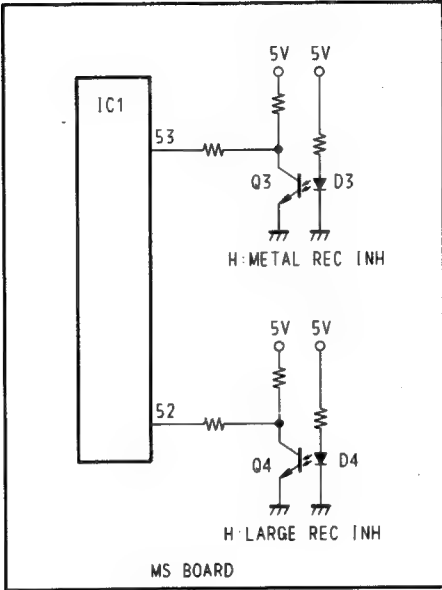 5V 5V
IC1
53
Q3 D3
H:METAL REC INH
5V 5V
52
Q4 D4
H:LARGE REC INH
MS BOARD